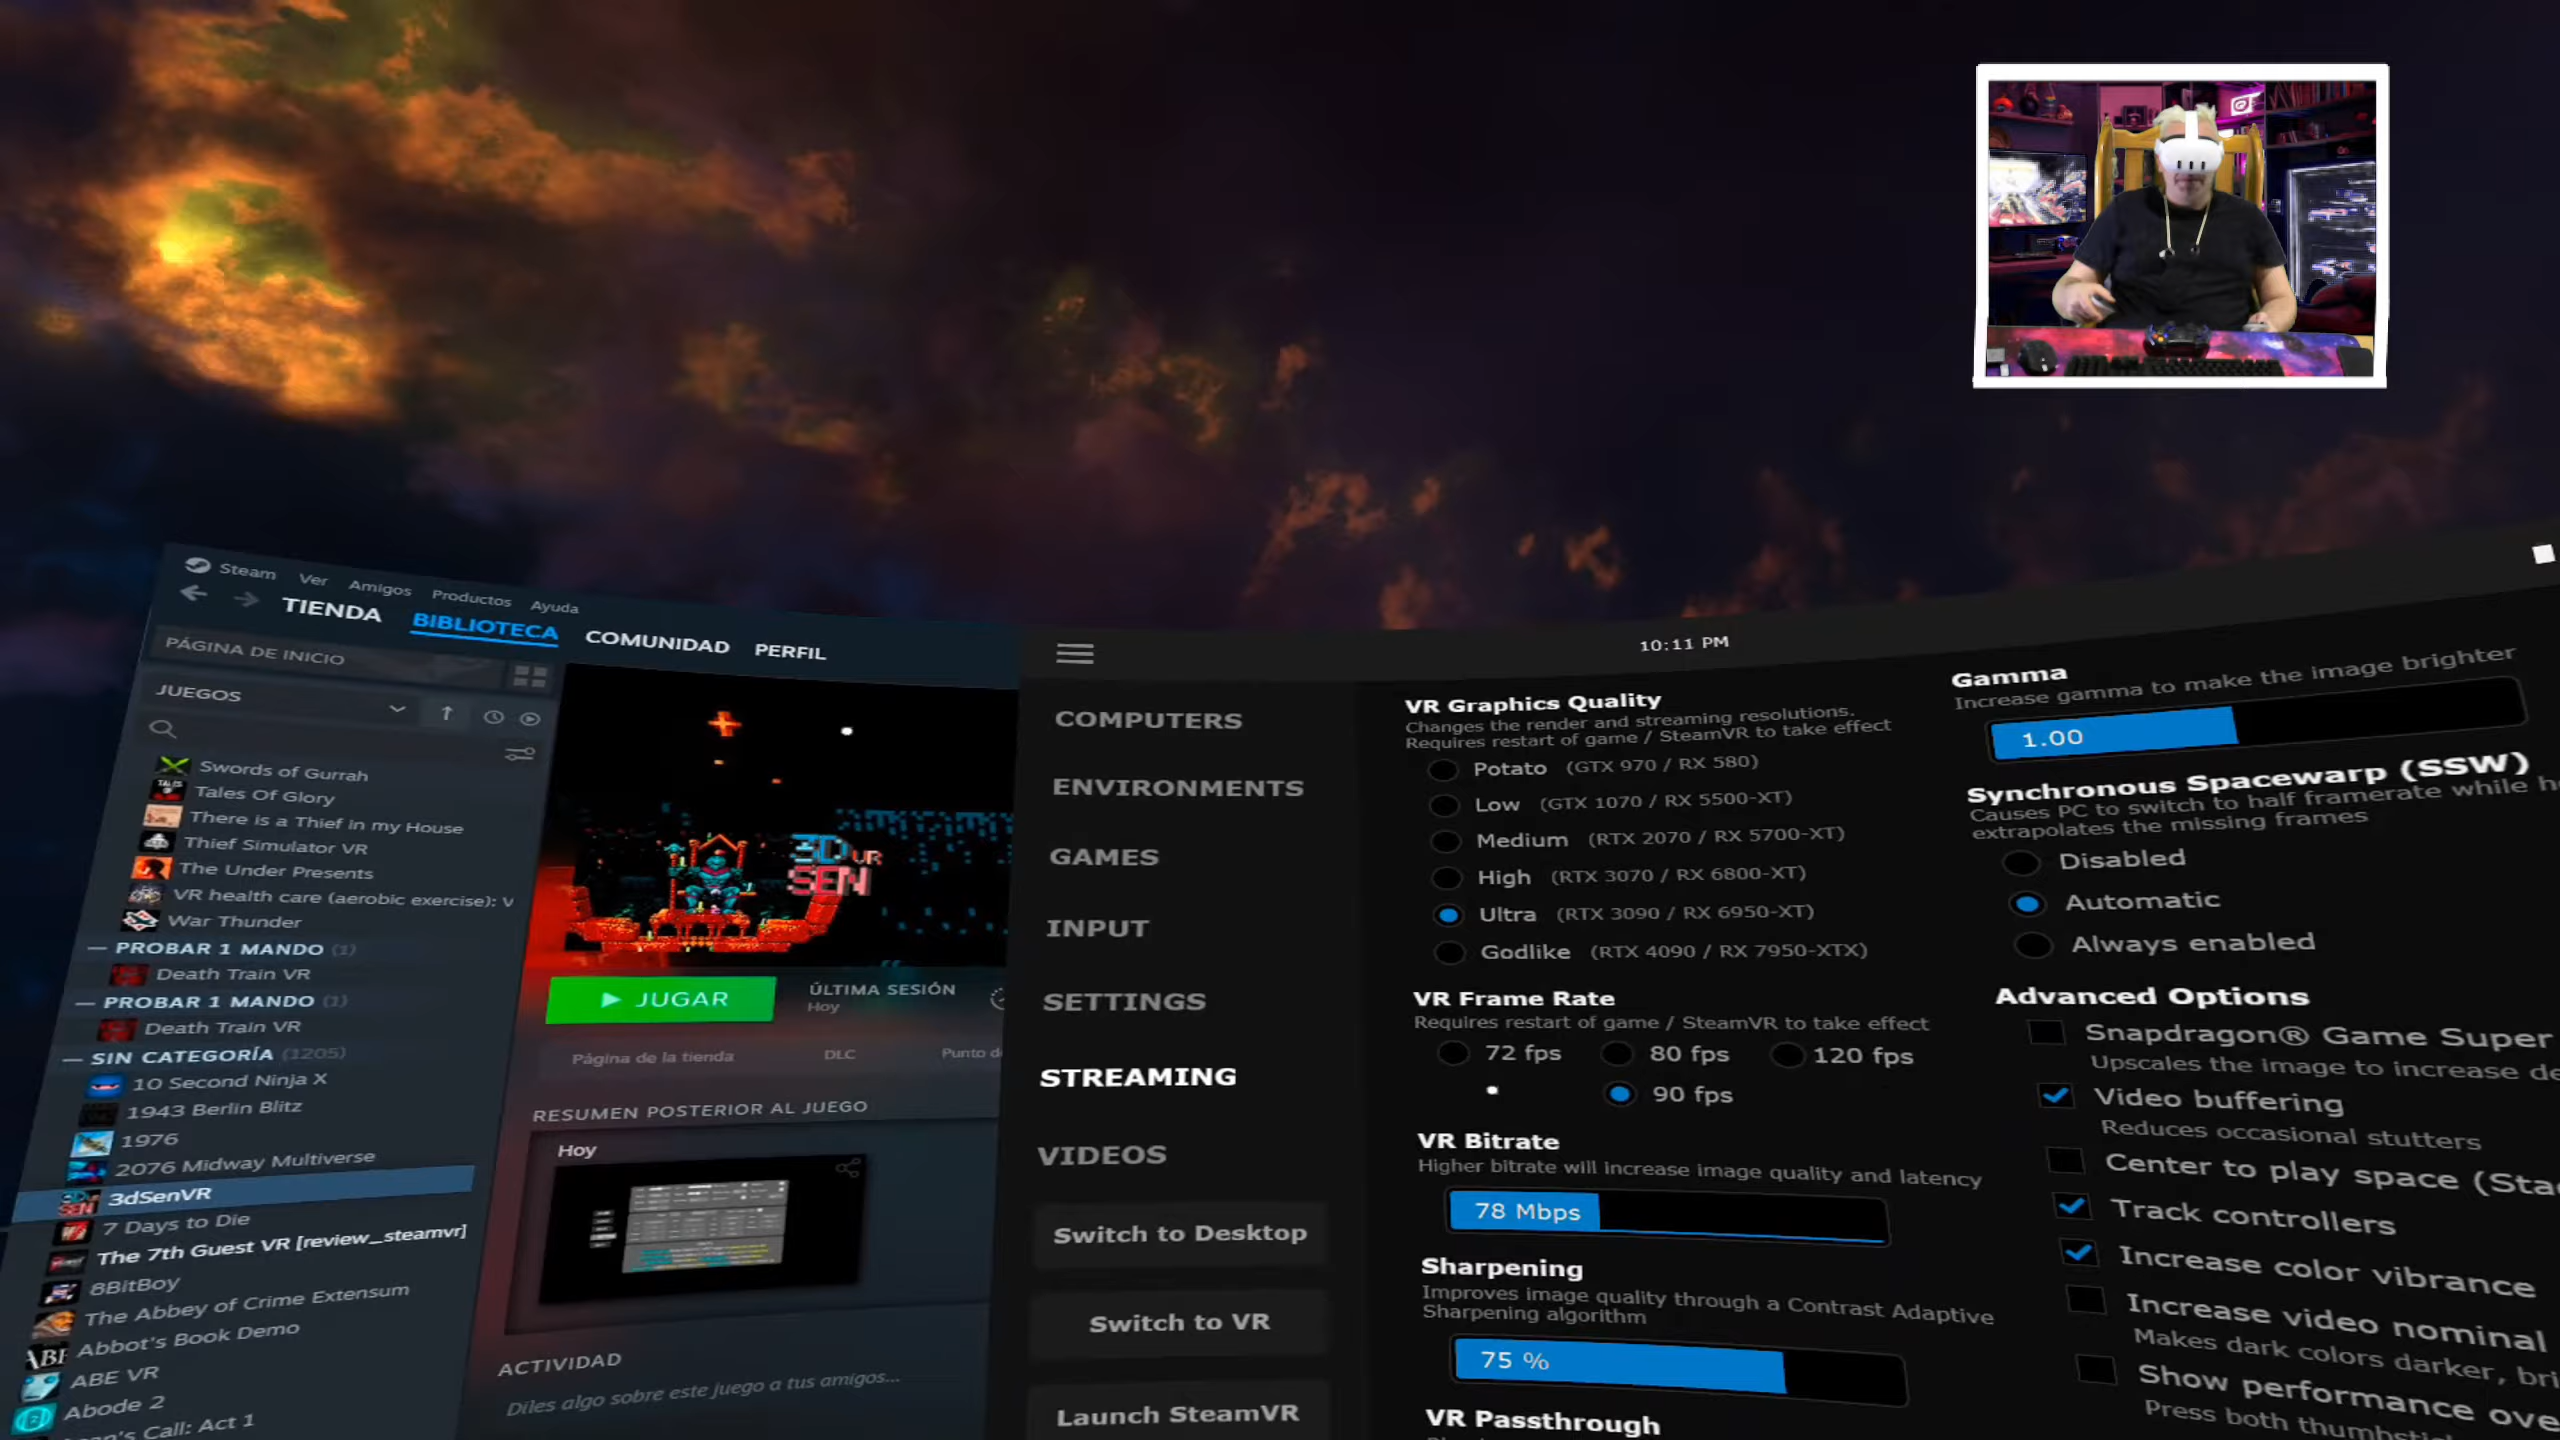 Steam Ver Amigos Productos Ayuda
TIENDA BIBLIOTECA COMUNIDAD PERFIL
PÁGINA DE INICIO
JUEGOS
Swords of Gurrah
Tales Of Glory
There is a Thief in my House
Thief Simulator VR
The Under Presents
VR health care (aerobic exercise): V
War Thunder
— PROBAR 1 MANDO (1)
Death Train VR
— PROBAR 1 MANDO (1)
Death Train VR
— SIN CATEGORÍA (1205)
10 Second Ninja X
1943 Berlin Blitz
1976
2076 Midway Multiverse
3dSenVR
7 Days to Die
The 7th Guest VR [review_steamvr]
8BitBoy
The Abbey of Crime Extensum
Abbot's Book Demo
ABE VR
Abode 2
Call: Act 1
3D VR
SEN
JUGAR
ÚLTIMA SESIÓN
Hoy
Página de la tienda DLC Punto d
RESUMEN POSTERIOR AL JUEGO
Hoy
ACTIVIDAD
Diles algo sobre este juego a tus amigos...
10:11 PM
COMPUTERS
ENVIRONMENTS
GAMES
INPUT
SETTINGS
STREAMING
VIDEOS
Switch to Desktop
Switch to VR
Launch SteamVR
VR Graphics Quality
Changes the render and streaming resolutions.
Requires restart of game / SteamVR to take effect
Potato (GTX 970 / RX 580)
Low (GTX 1070 / RX 5500-XT)
Medium (RTX 2070 / RX 5700-XT)
High (RTX 3070 / RX 6800-XT)
Ultra (RTX 3090 / RX 6950-XT)
Godlike (RTX 4090 / RX 7950-XTX)
VR Frame Rate
Requires restart of game / SteamVR to take effect
72 fps 80 fps 120 fps
90 fps
VR Bitrate
Higher bitrate will increase image quality and latency
78 Mbps
Sharpening
Improves image quality through a Contrast Adaptive
Sharpening algorithm
75 %
VR Passthrough
Gamma
Increase gamma to make the image brighter
1.00
Synchronous Spacewarp (SSW)
Causes PC to switch to half framerate while h
extrapolates the missing frames
Disabled
Automatic
Always enabled
Advanced Options
Snapdragon® Game Super
Upscales the image to increase de
Video buffering
Reduces occasional stutters
Center to play space (Sta
Track controllers
Increase color vibrance
Increase video nominal
Makes dark colors darker, bri
Show performance ove
Press both thumbstic